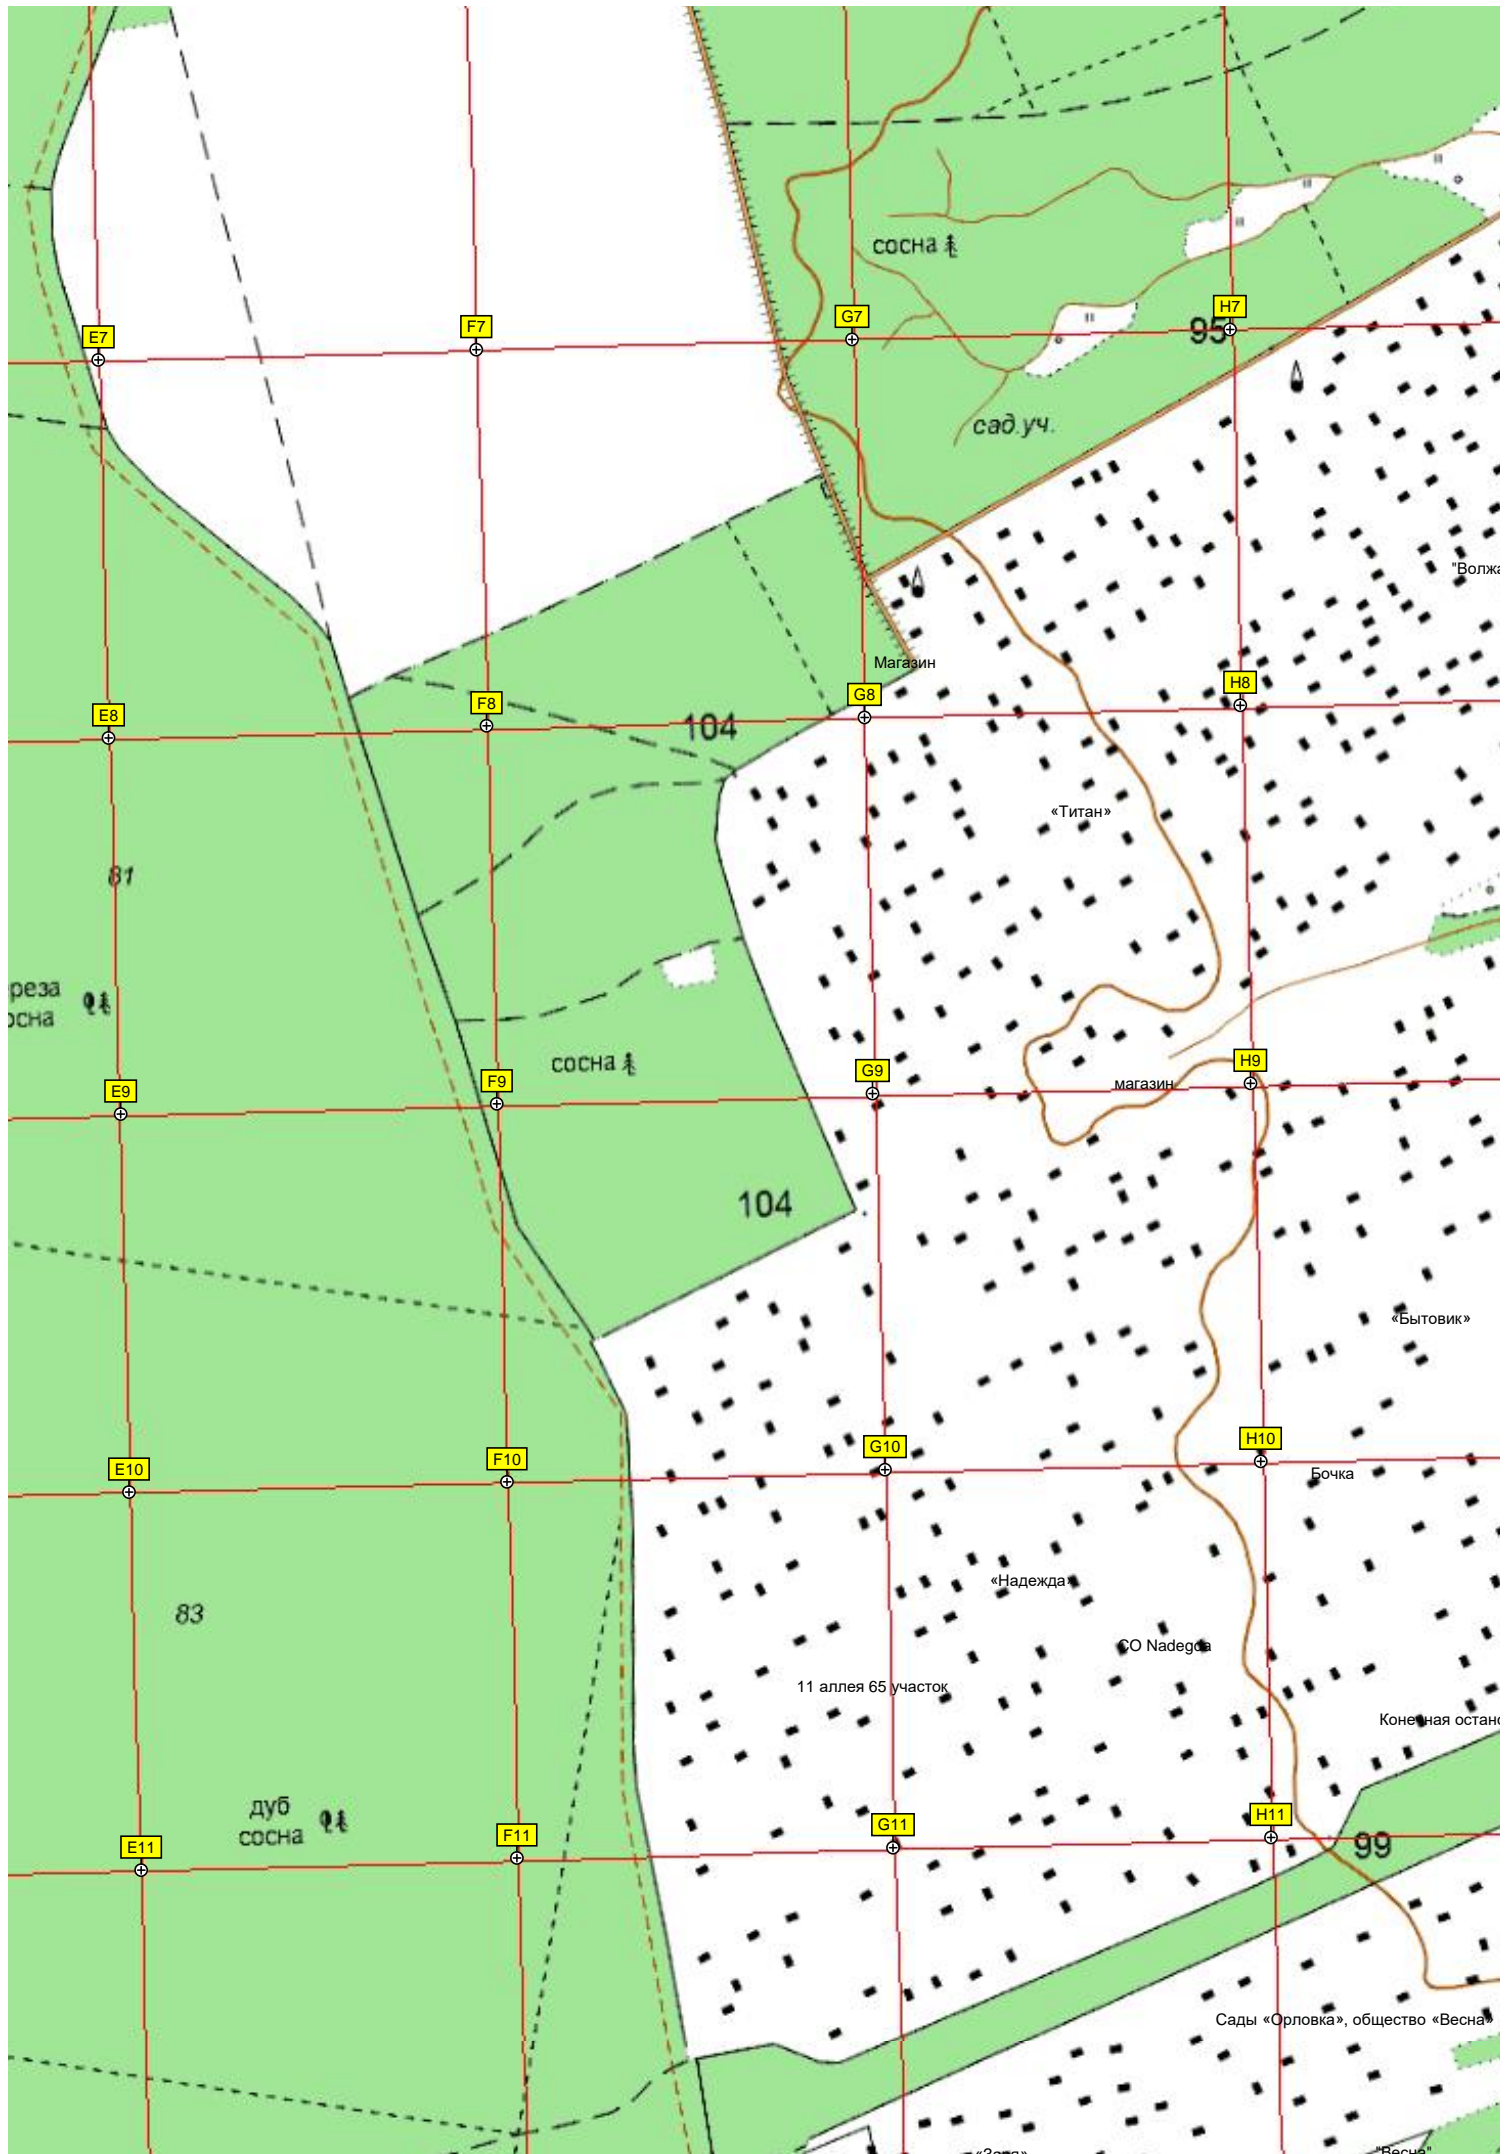 сосна
H7
G7
F7
E7
95
сад.уч.
"Волжа
Магазин
H8
G8
F8
E8
104
«Титан»
81
реза
осна
сосна
H9
G9
F9
E9
магазин
104
«Бытовик»
H10
G10
F10
E10
Бочка
«Надежда»
83
CO Nadegda
11 аллея 65 участок
Конечная остано
дуб
сосна
H11
G11
F11
E11
99
Сады «Орловка», общество «Весна»
"Весна"